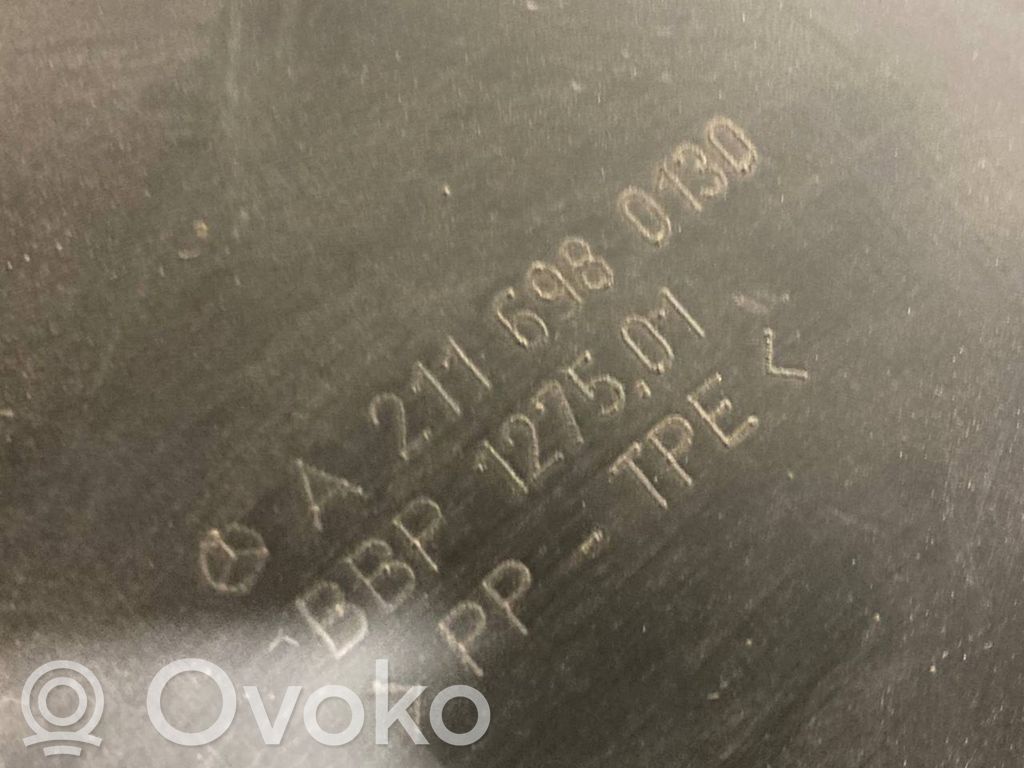 A 211 698 0130
BBP 1275.01
> PP - TPE <
Ovoko